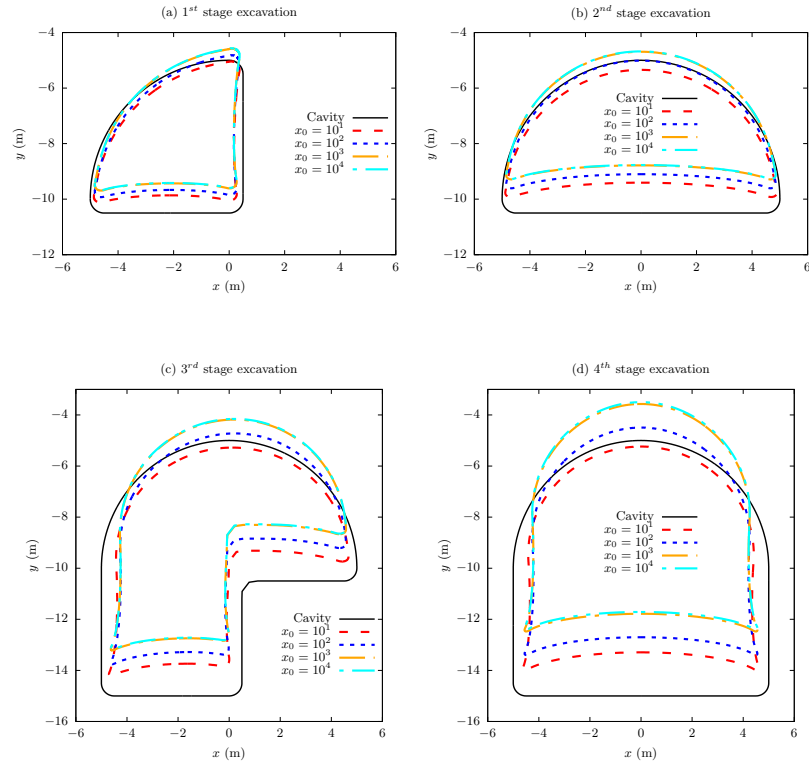 (a) 1st stage excavation
−4
−6
−8
−10
−12
y (m)
−6 −4 −2 0 2 4 6
x (m)
Cavity
x0 = 10^1
x0 = 10^2
x0 = 10^3
x0 = 10^4
(b) 2nd stage excavation
−4
−6
−8
−10
−12
y (m)
−6 −4 −2 0 2 4 6
x (m)
Cavity
x0 = 10^1
x0 = 10^2
x0 = 10^3
x0 = 10^4
(c) 3rd stage excavation
−4
−6
−8
−10
−12
−14
−16
y (m)
−6 −4 −2 0 2 4 6
x (m)
Cavity
x0 = 10^1
x0 = 10^2
x0 = 10^3
x0 = 10^4
(d) 4th stage excavation
−4
−6
−8
−10
−12
−14
−16
y (m)
−6 −4 −2 0 2 4 6
x (m)
Cavity
x0 = 10^1
x0 = 10^2
x0 = 10^3
x0 = 10^4